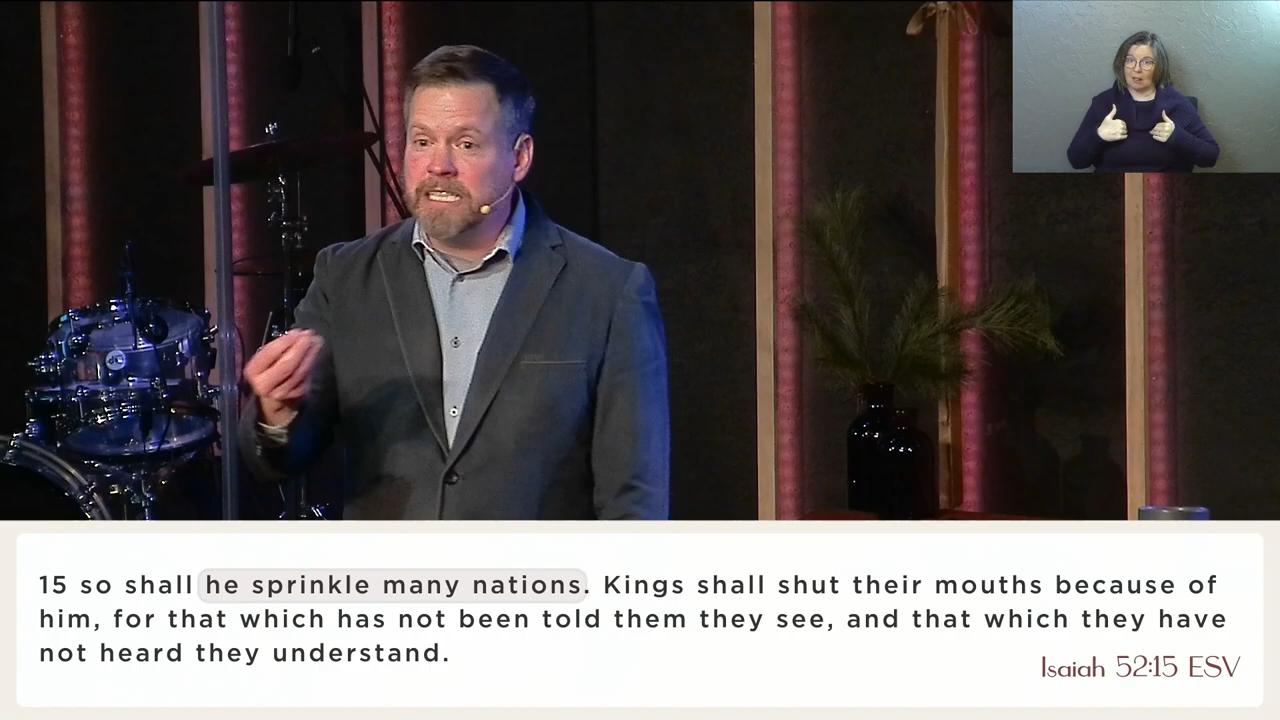 15 so shall he sprinkle many nations. Kings shall shut their mouths because of
him, for that which has not been told them they see, and that which they have
not heard they understand.
Isaiah 52:15 ESV